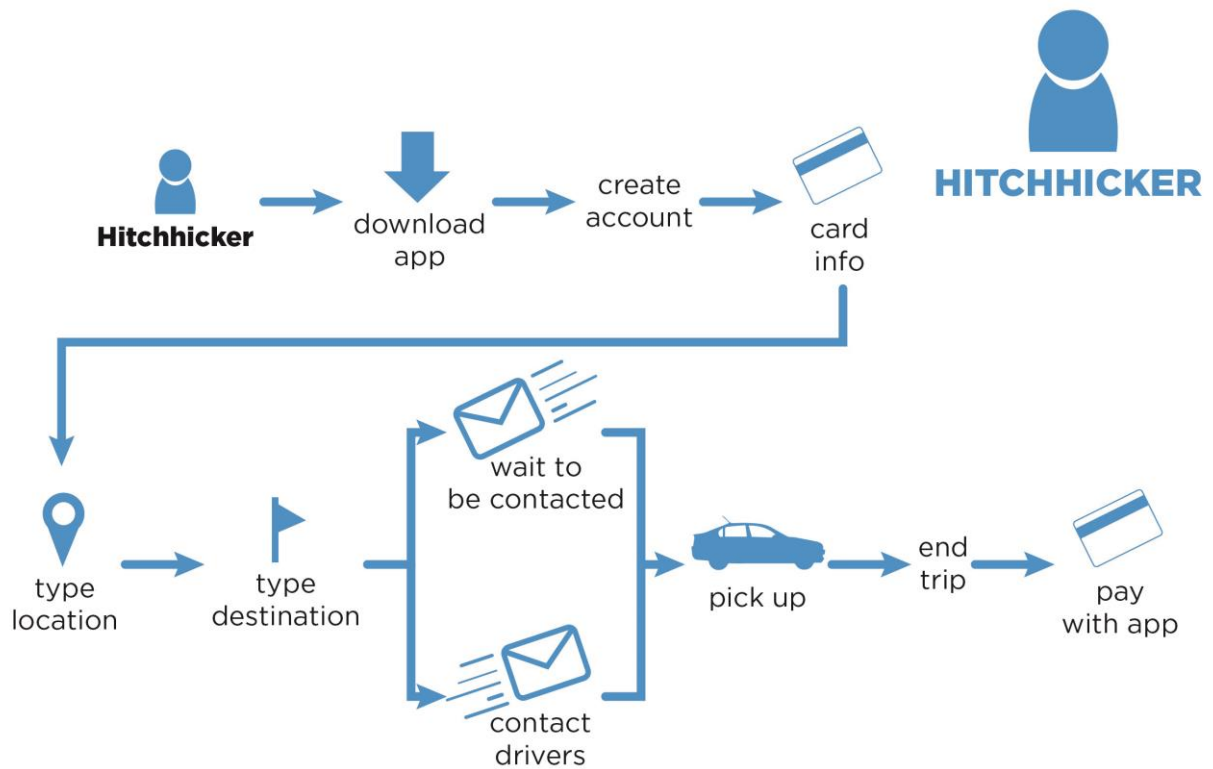 HITCHHICKER
Hitchhicker
download
app
create
account
card
info
type
location
type
destination
wait to
be contacted
contact
drivers
pick up
end
trip
pay
with app